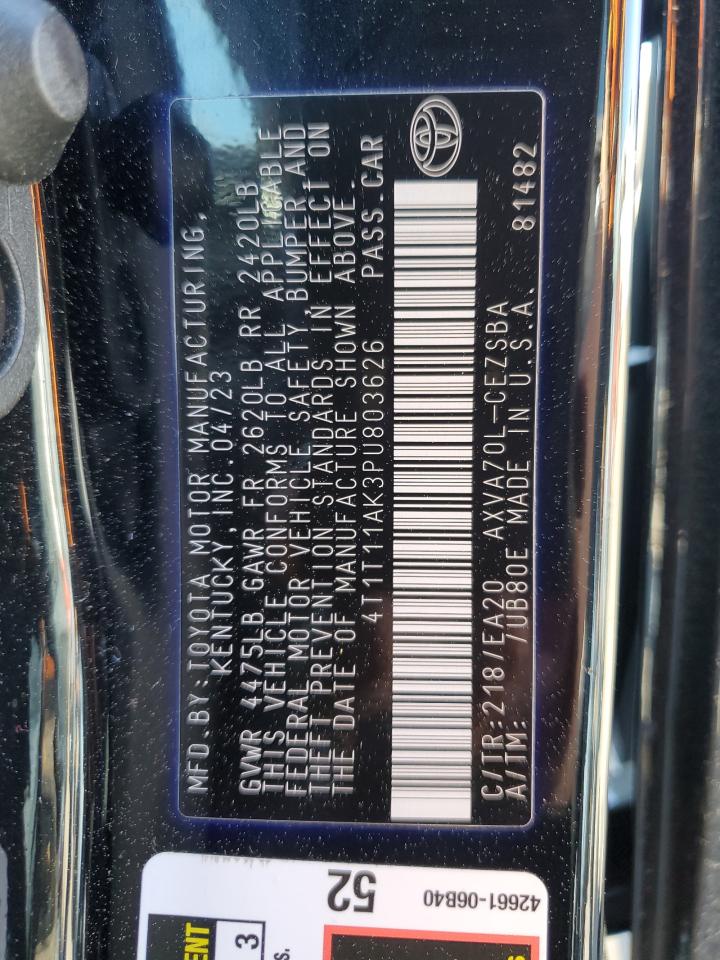 MFD.BY:TOYOTA MOTOR MANUFACTURING,
KENTUCKY,INC.04/23
GVWR 4475LB GAWR FR 2620LB RR 2420LB
THIS VEHICLE CONFORMS TO ALL APPLICABLE
FEDERAL MOTOR VEHICLE SAFETY, BUMPER,AND
THEFT PREVENTION STANDARDS IN EFFECT ON
THE DATE OF MANUFACTURE SHOWN ABOVE.
4T1T11AK3PU803626 PASS.CAR
C/TR:218/EA20 AXVA70L-CEZSBA
A/TM: /UB80E MADE IN U.S.A. 81482
52
42661-06B40
3